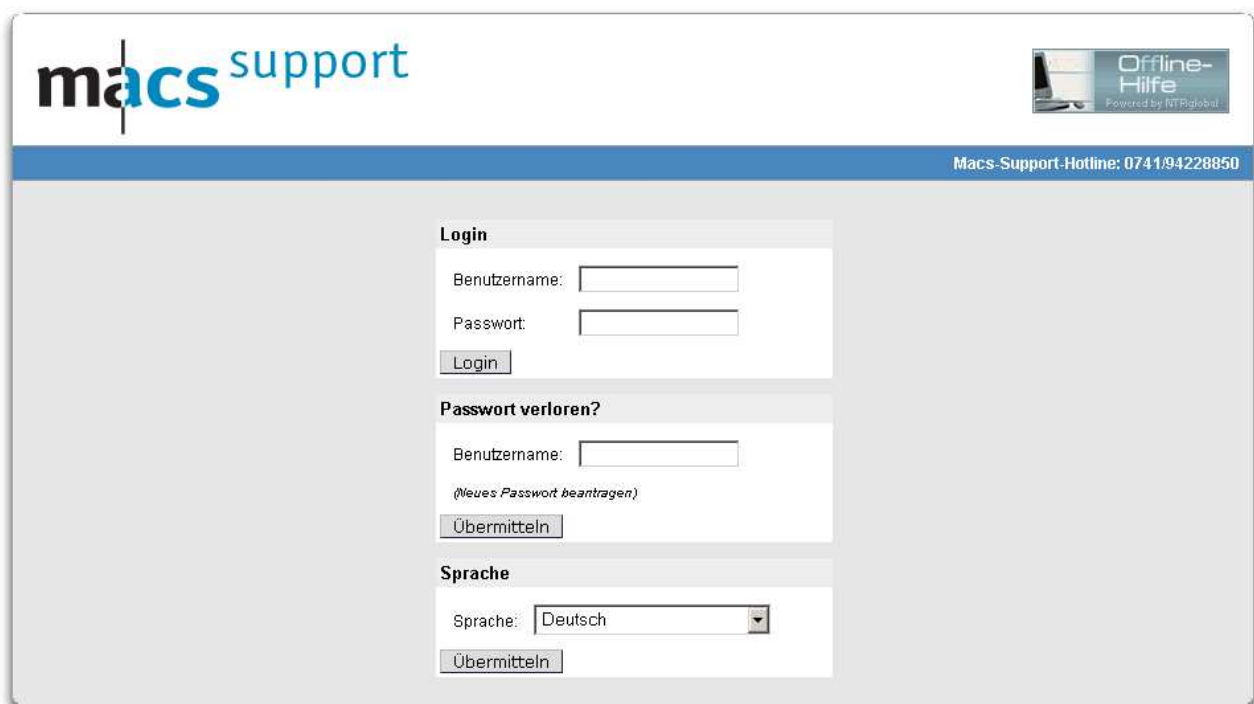 macs support
Offline-
Hilfe
Powered by NTRglobal
Macs-Support-Hotline: 0741/94228850
Login
Benutzername:
Passwort:
Login
Passwort verloren?
Benutzername:
(Neues Passwort beantragen)
Übermitteln
Sprache
Sprache: Deutsch
Übermitteln